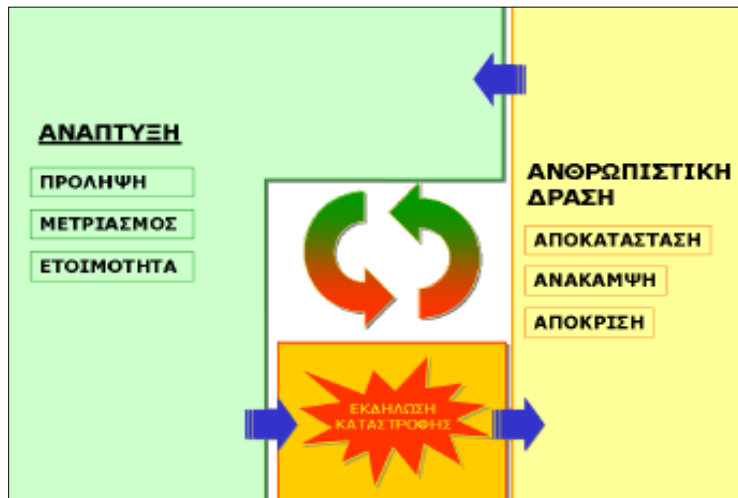 ΑΝΑΠΤΥΞΗ
ΠΡΟΛΗΨΗ
ΜΕΤΡΙΑΣΜΟΣ
ΕΤΟΙΜΟΤΗΤΑ
ΕΚΔΗΛΩΣΗ
ΚΑΤΑΣΤΡΟΦΗΣ
ΑΝΘΡΩΠΙΣΤΙΚΗ
ΔΡΑΣΗ
ΑΠΟΚΑΤΑΣΤΑΣΗ
ΑΝΑΚΑΜΨΗ
ΑΠΟΚΡΙΣΗ